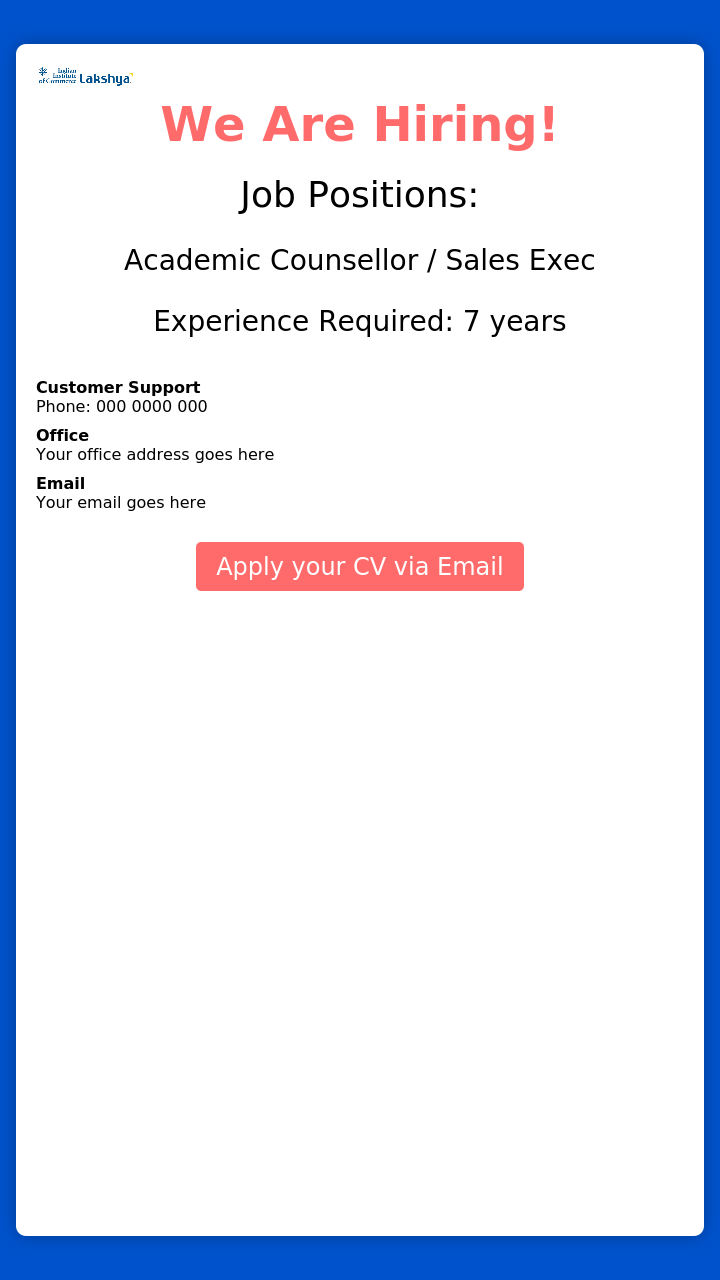 Indian
Institute
of Commerce Lakshya
We Are Hiring!
Job Positions:
Academic Counsellor / Sales Exec
Experience Required: 7 years
Customer Support
Phone: 000 0000 000
Office
Your office address goes here
Email
Your email goes here
Apply your CV via Email